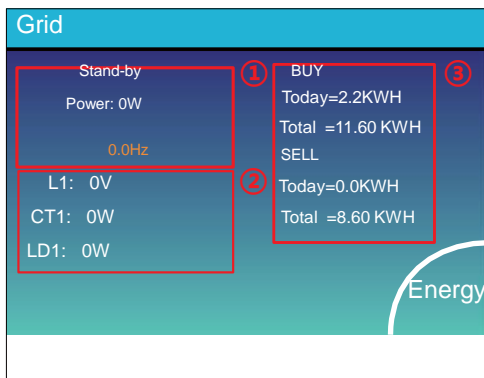 Grid
Stand-by
Power: 0W
0.0Hz
①
L1: 0V
CT1: 0W
LD1: 0W
②
BUY
Today=2.2KWH
Total =11.60 KWH
SELL
Today=0.0KWH
Total =8.60 KWH
③
Energy